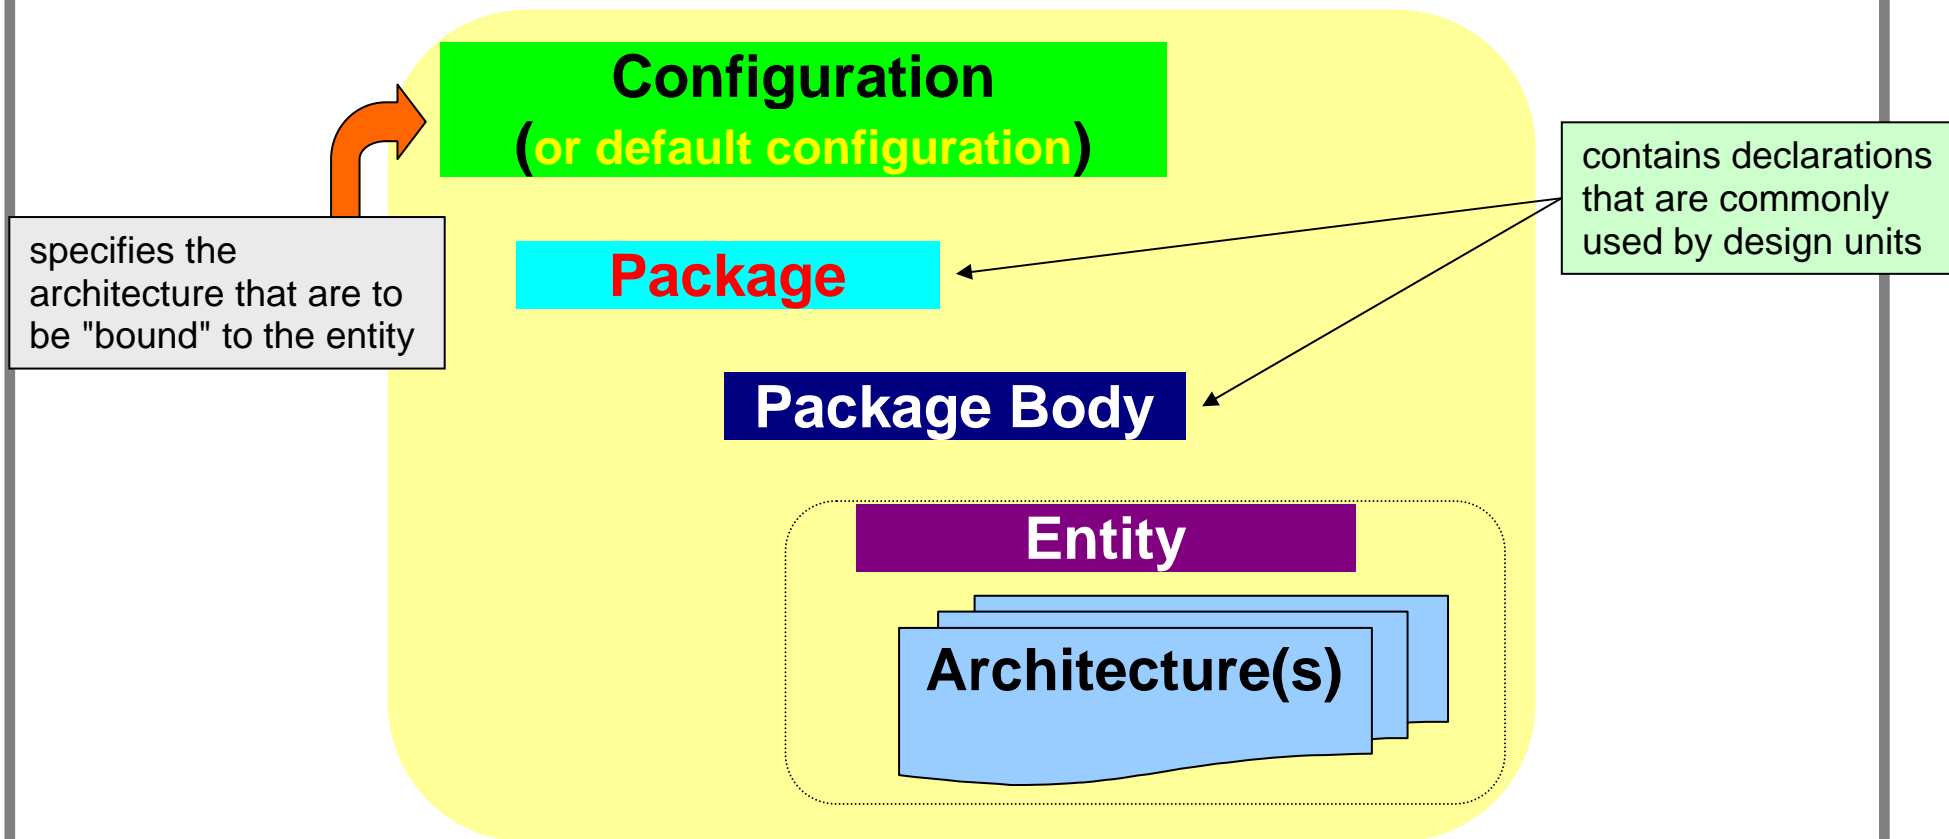 Configuration
(or default configuration)
contains declarations
that are commonly
used by design units
specifies the
architecture that are to
be "bound" to the entity
Package
Package Body
Entity
Architecture(s)